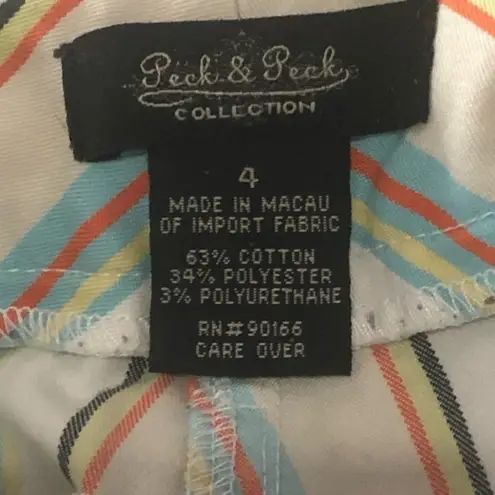 Peck & Peck
COLLECTION
4
MADE IN MACAU
OF IMPORT FABRIC
63% COTTON
34% POLYESTER
3% POLYURETHANE
RN#90166
CARE OVER